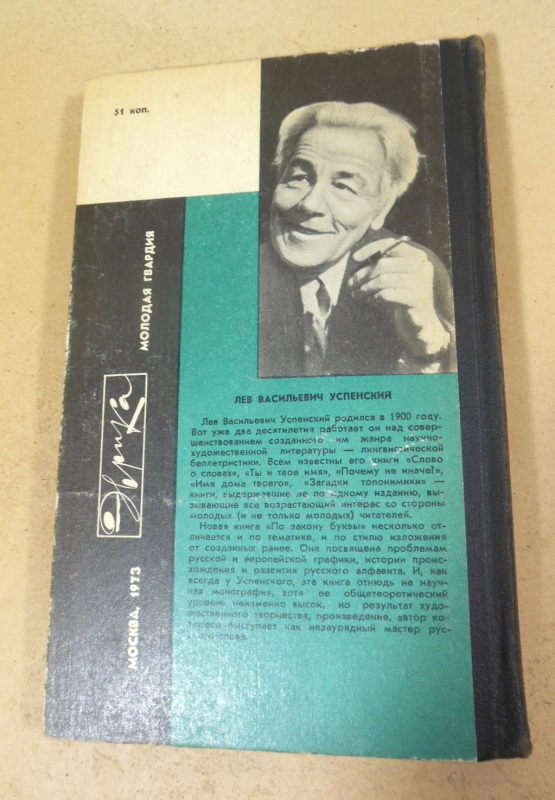 51 коп.
МОЛОДАЯ ГВАРДИЯ
Эврика
МОСКВА, 1973
ЛЕВ ВАСИЛЬЕВИЧ УСПЕНСКИЙ
Лев Васильевич Успенский родился в 1900 году.
Вот уже два десятилетия работает он над совер-
шенствованием созданного им жанра научно-
художественной литературы — лингвистической
беллетристики. Всем известны его книги «Слово
о словах», «Ты и твое имя», «Почему не иначе?»,
«Имя дома твоего», «Загадки топонимики» —
книги, выдержавшие не по одному изданию, вы-
зывающие все возрастающий интерес со стороны
молодых (и не только молодых) читателей.
Новая книга «По закону буквы» несколько от-
личается и по тематике, и по стилю изложения
от созданных ранее. Она посвящена проблемам
русской и европейской графики, истории проис-
хождения и развития русского алфавита. И, как
всегда у Успенского, эта книга отнюдь не науч-
ная монография, хотя ее общетеоретический
уровень неизменно высок, но результат худо-
жественного творчества, произведение, автор ко-
торого выступает как незаурядный мастер рус-
ского слова.